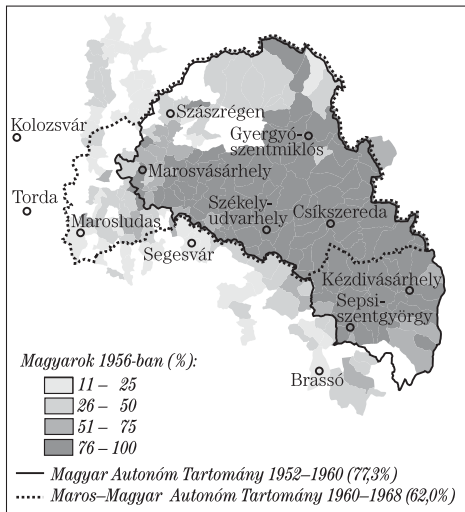 Kolozsvár
Szászrégen
Gyergyó-
szentmiklós
Marosvásárhely
Torda
Marosludas
Székely-
udvarhely
Csíkszereda
Segesvár
Kézdivásárhely
Sepsi-
szentgyörgy
Brassó
Magyarok 1956-ban (%):
11 – 25
26 – 50
51 – 75
76 – 100
Magyar Autonóm Tartomány 1952–1960 (77,3%)
Maros–Magyar Autonóm Tartomány 1960–1968 (62,0%)